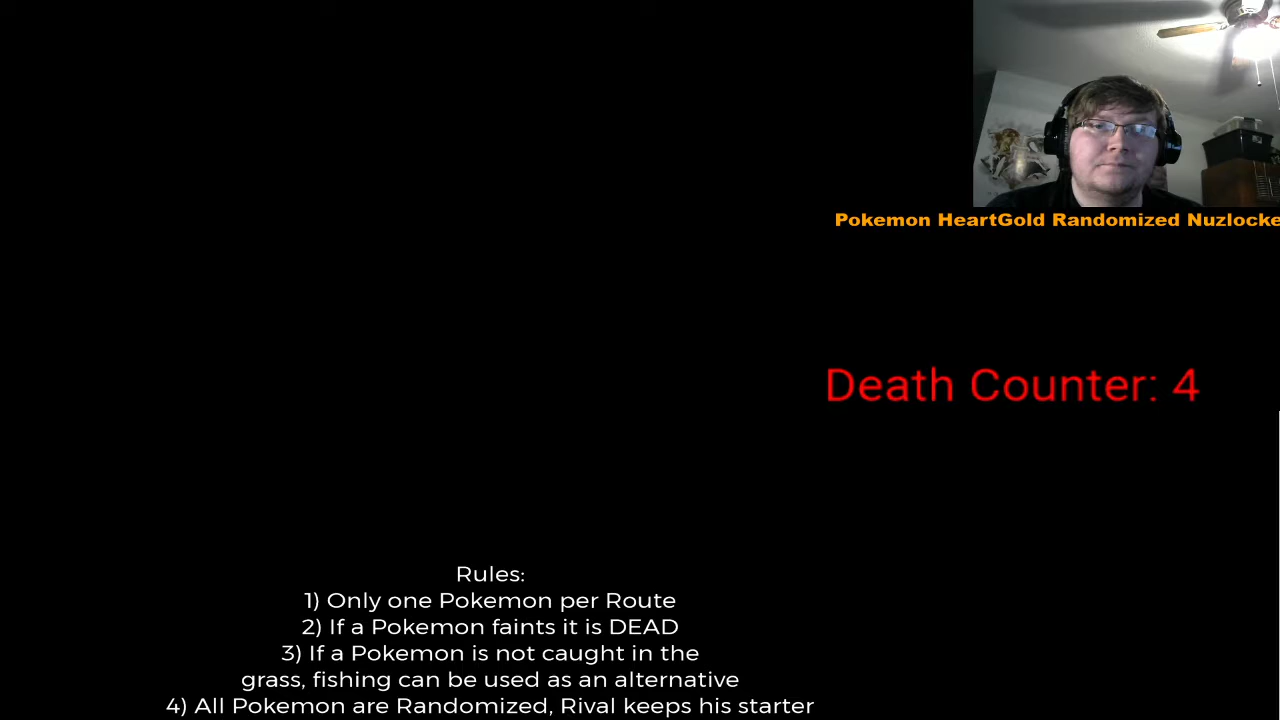 Pokemon HeartGold Randomized Nuzlocke
Death Counter: 4
Rules:
1) Only one Pokemon per Route
2) If a Pokemon faints it is DEAD
3) If a Pokemon is not caught in the
grass, fishing can be used as an alternative
4) All Pokemon are Randomized, Rival keeps his starter